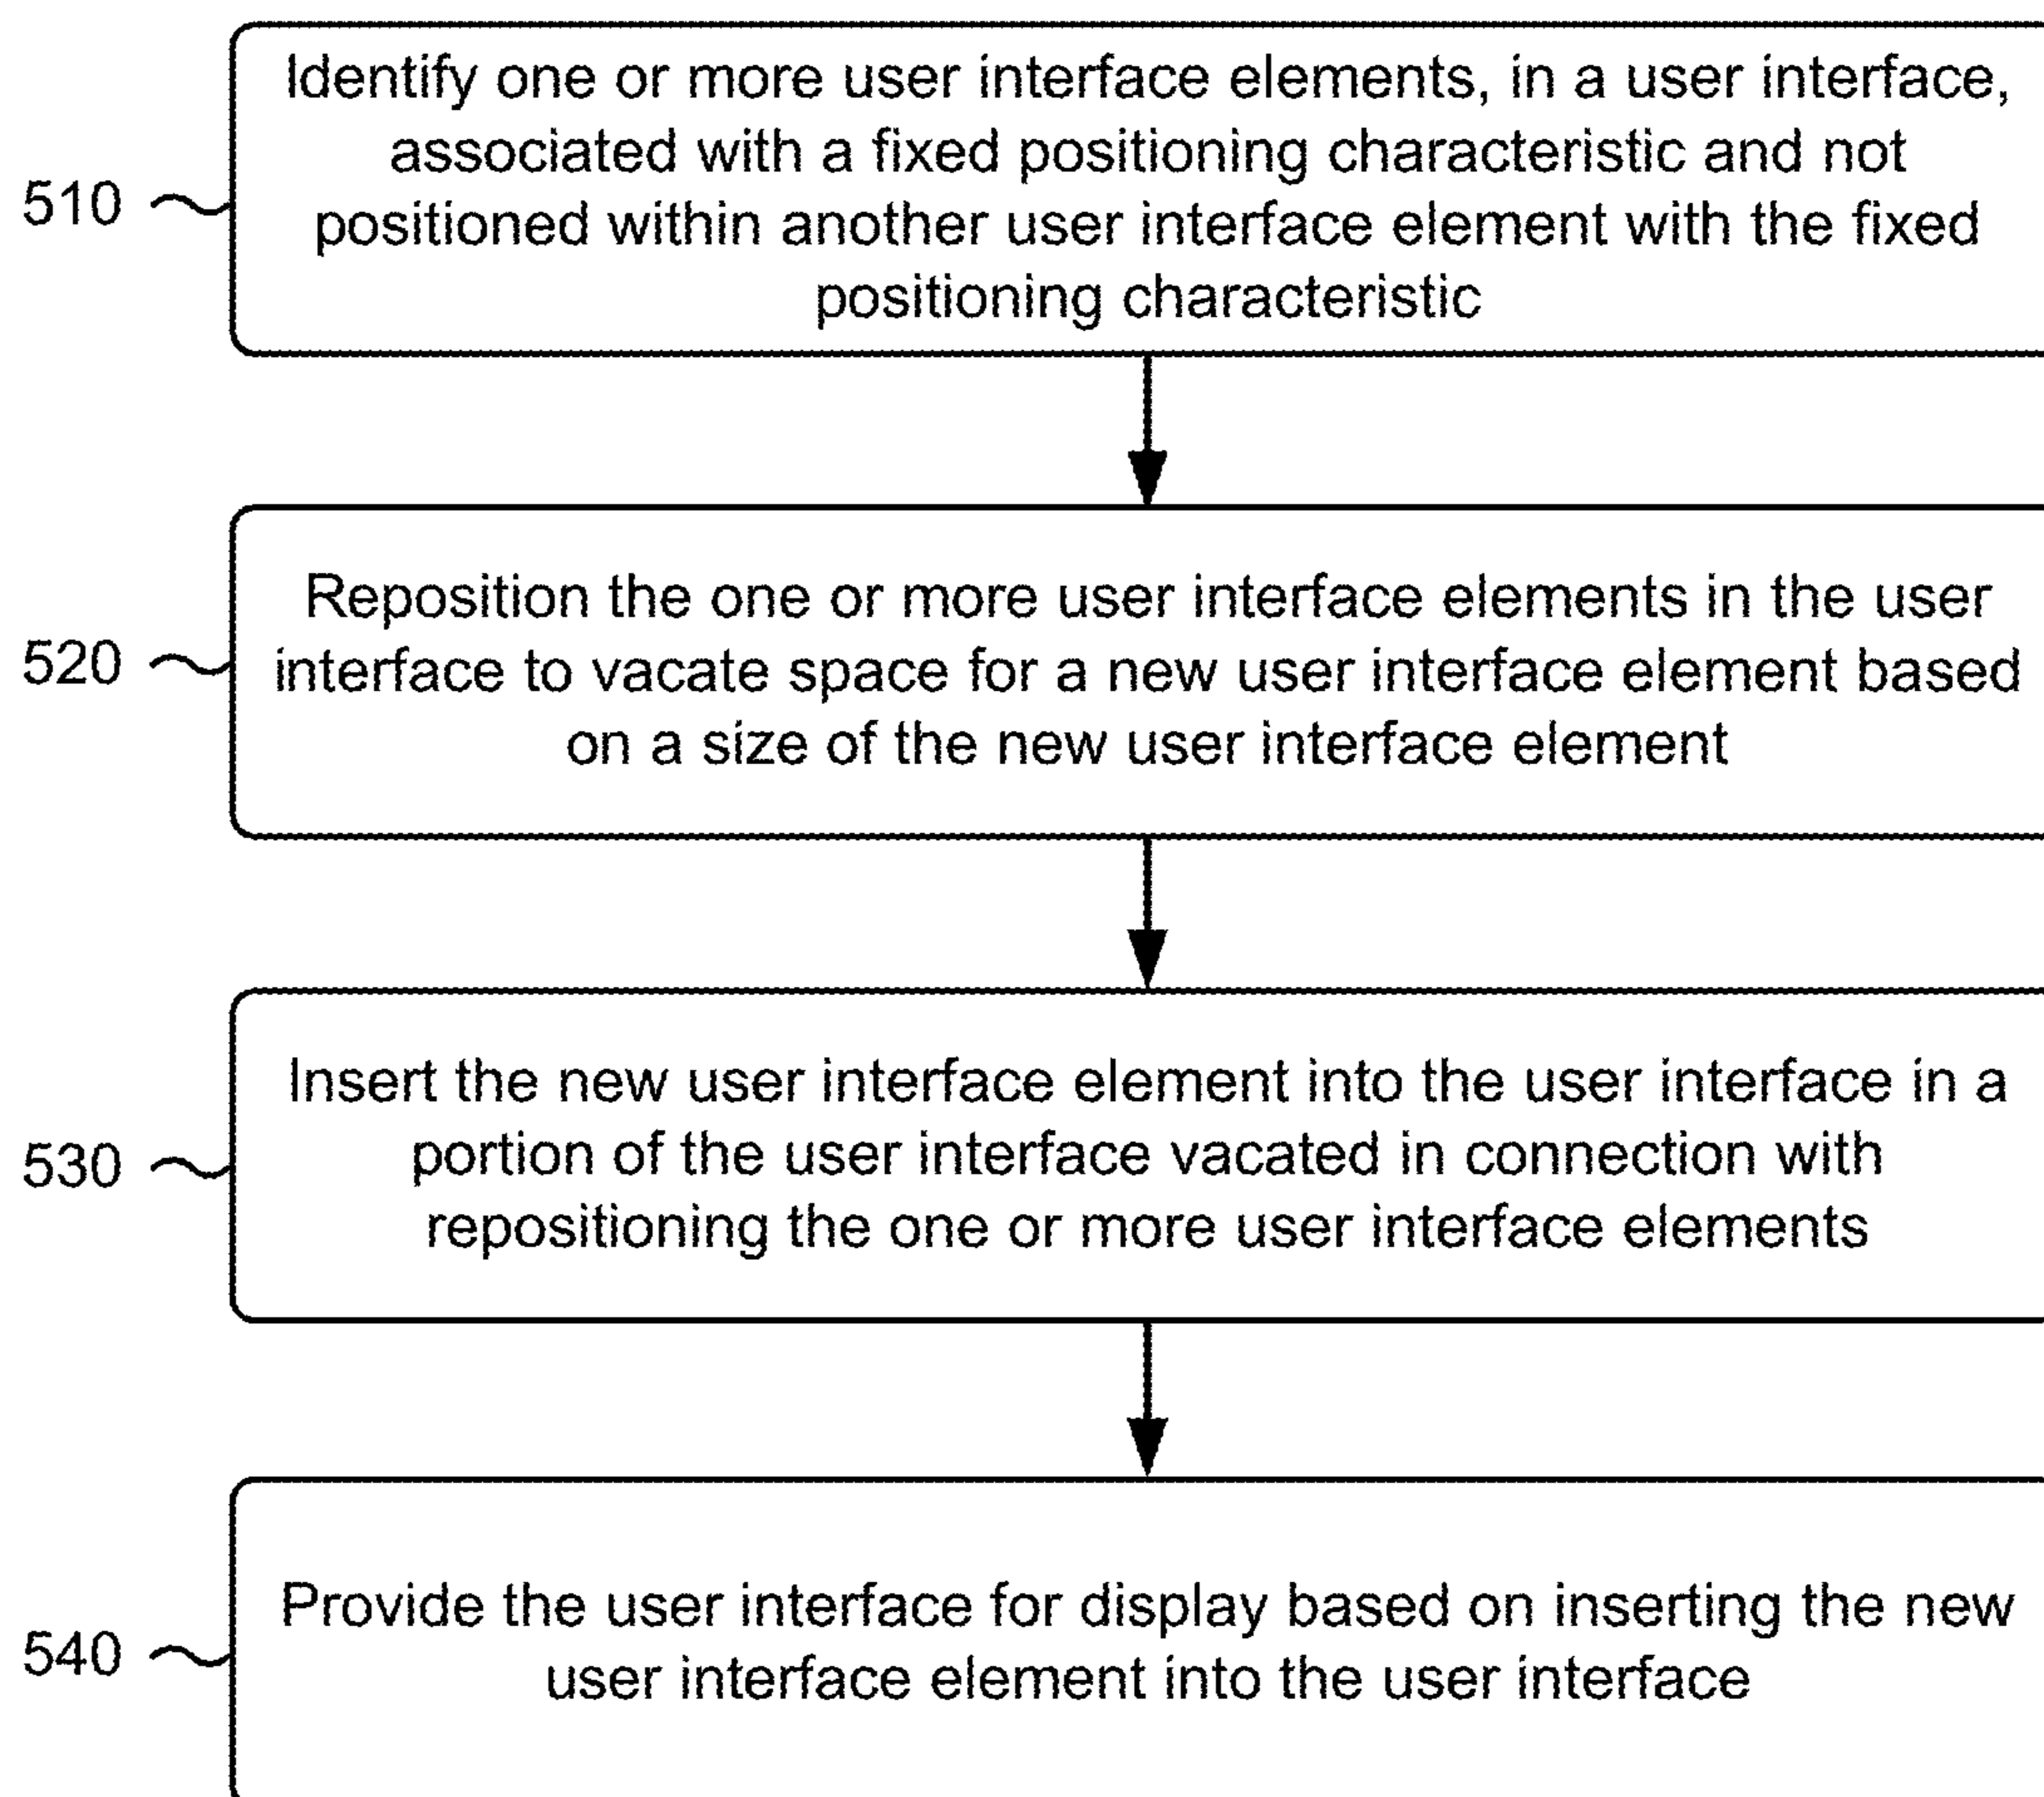 Identify one or more user interface elements, in a user interface,
associated with a fixed positioning characteristic and not
510
positioned within another user interface element with the fixed
positioning characteristic
Reposition the one or more user interface elements in the user
520
interface to vacate space for a new user interface element based
on a size of the new user interface element
Insert the new user interface element into the user interface in a
530
portion of the user interface vacated in connection with
repositioning the one or more user interface elements
Provide the user interface for display based on inserting the new
540
user interface element into the user interface